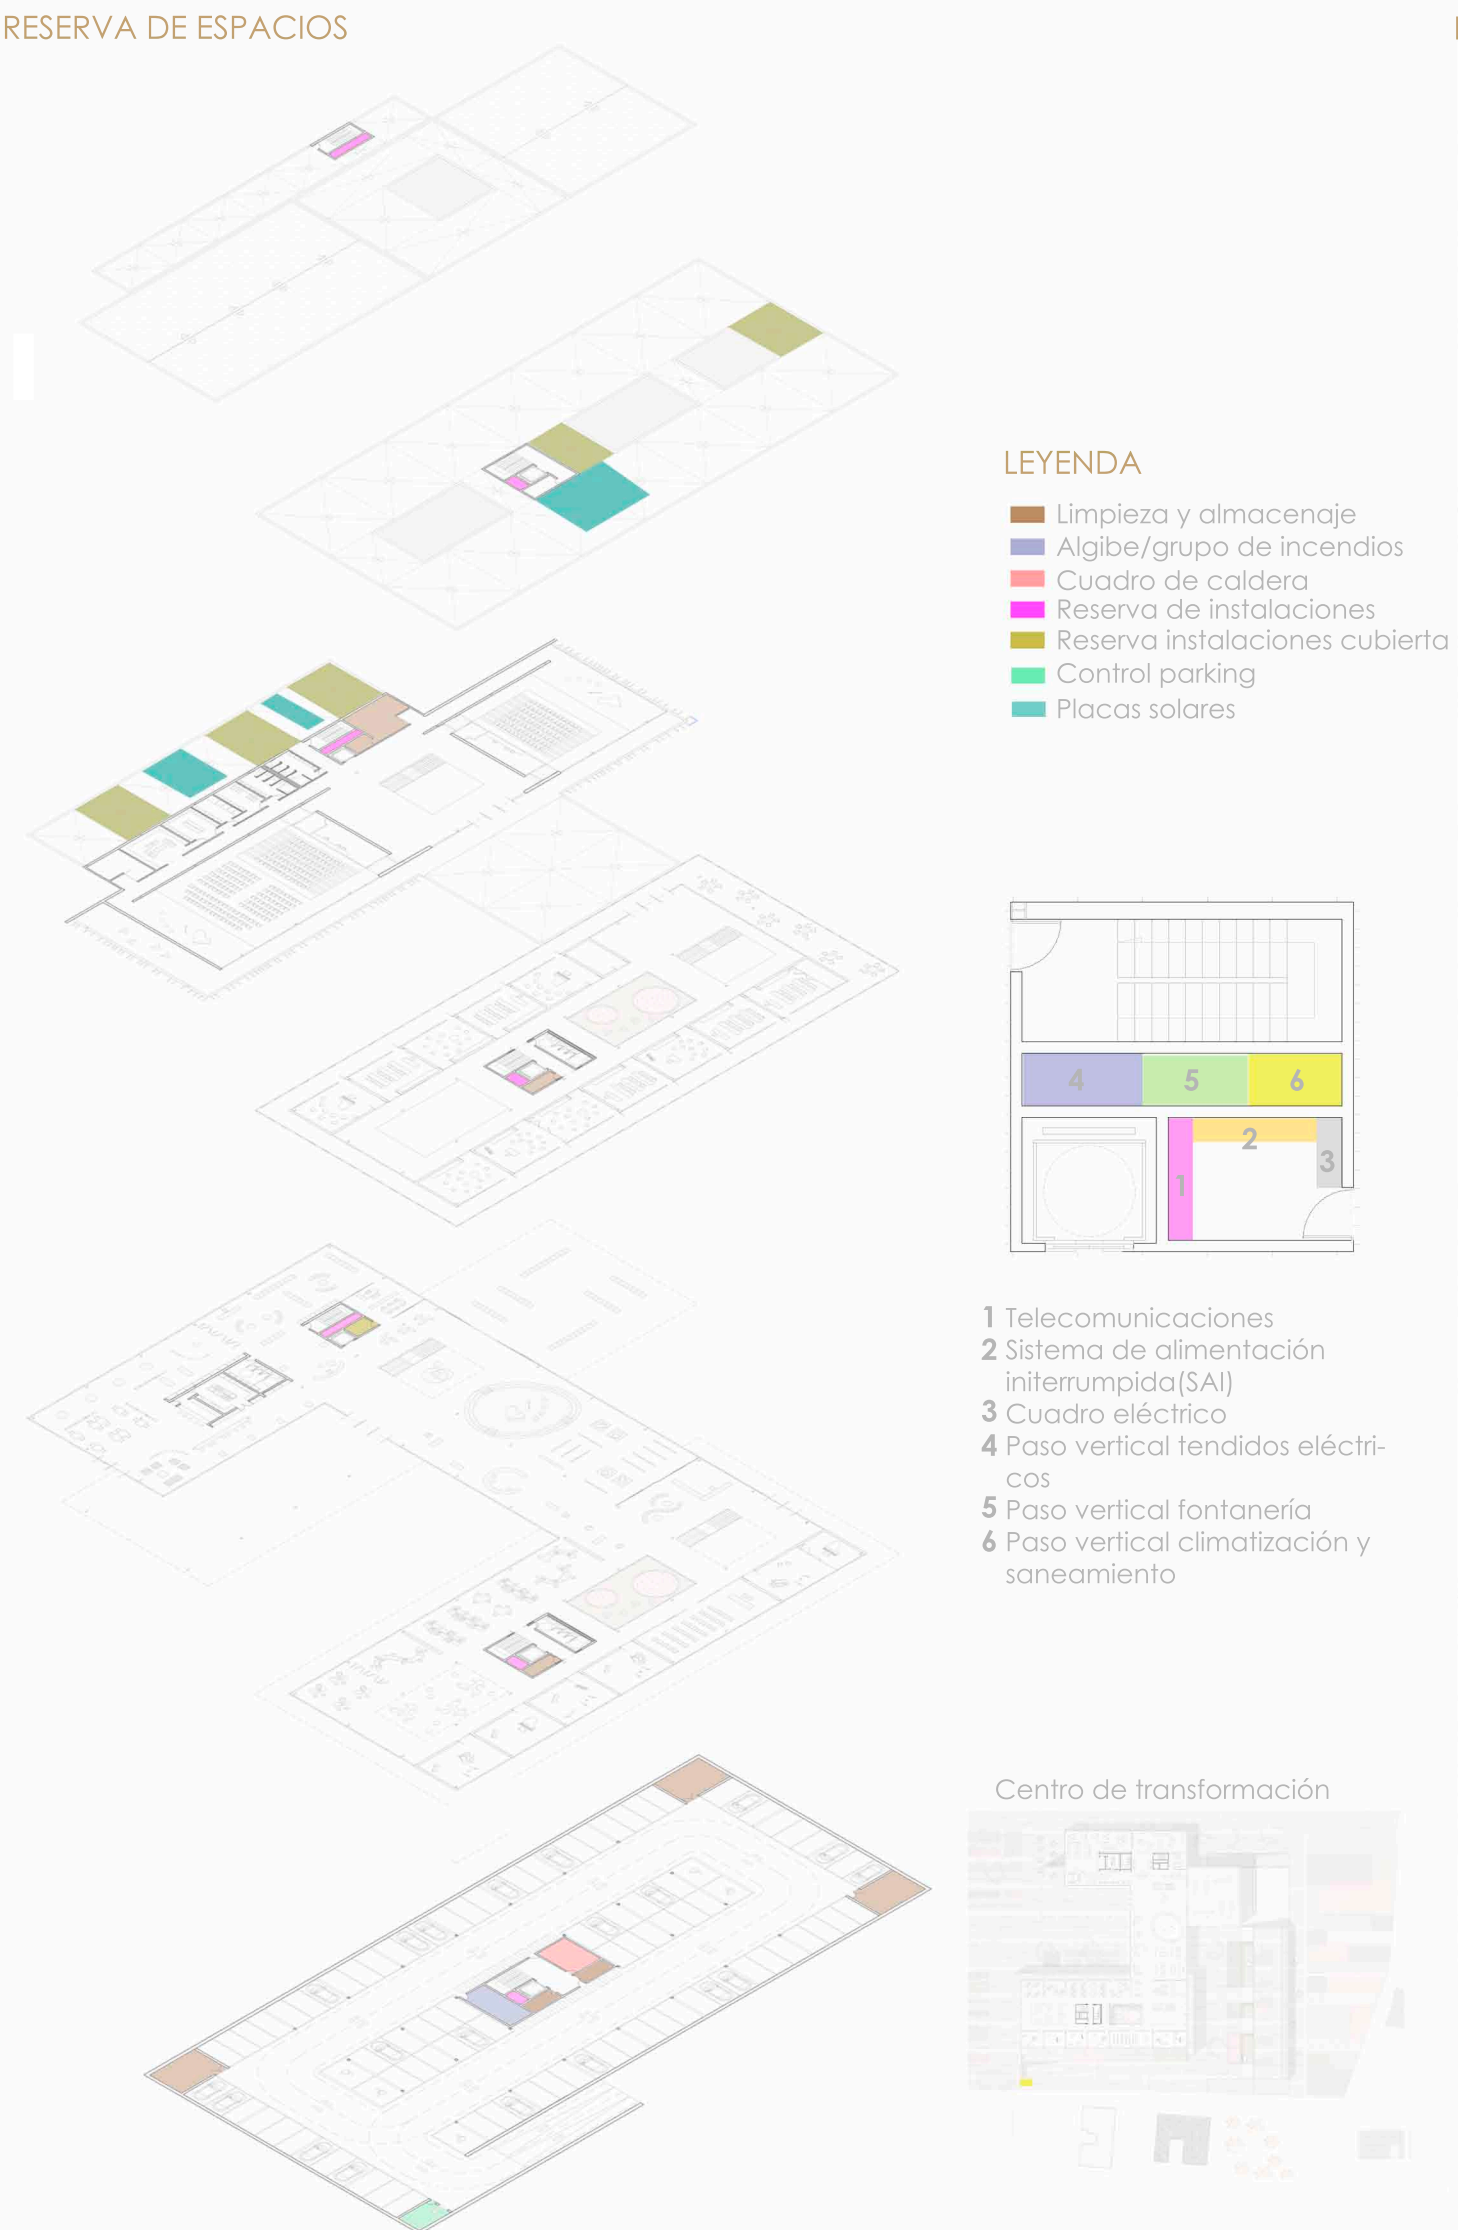 RESERVA DE ESPACIOS
LEYENDA
Limpieza y almacenaje
Algibe/grupo de incendios
Cuadro de caldera
Reserva de instalaciones
Reserva instalaciones cubierta
Control parking
Placas solares
4 5 6
2
3
1
1 Telecomunicaciones
2 Sistema de alimentación
initerrumpida(SAI)
3 Cuadro eléctrico
4 Paso vertical tendidos eléctri-
cos
5 Paso vertical fontanería
6 Paso vertical climatización y
saneamiento
Centro de transformación